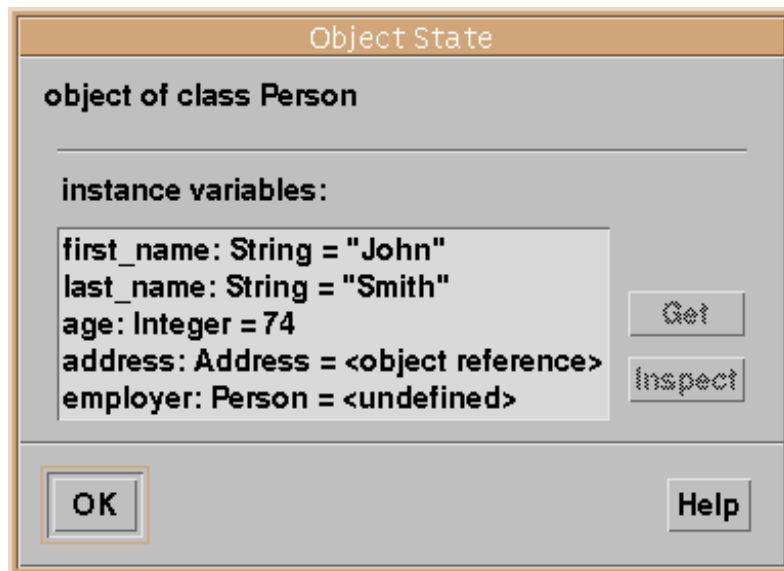 Object State
object of class Person
instance variables:
first_name: String = "John"
last_name: String = "Smith"
age: Integer = 74
address: Address = <object reference>
employer: Person = <undefined>
Get
Inspect
OK
Help